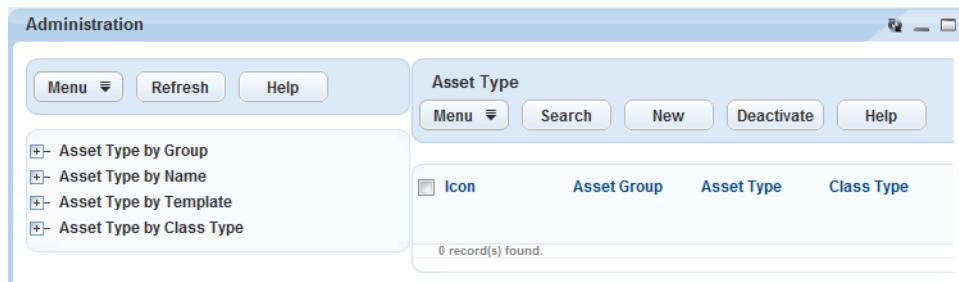 Administration
Menu Refresh Help
Asset Type by Group
Asset Type by Name
Asset Type by Template
Asset Type by Class Type
Asset Type
Menu Search New Deactivate Help
Icon Asset Group Asset Type Class Type
0 record(s) found.